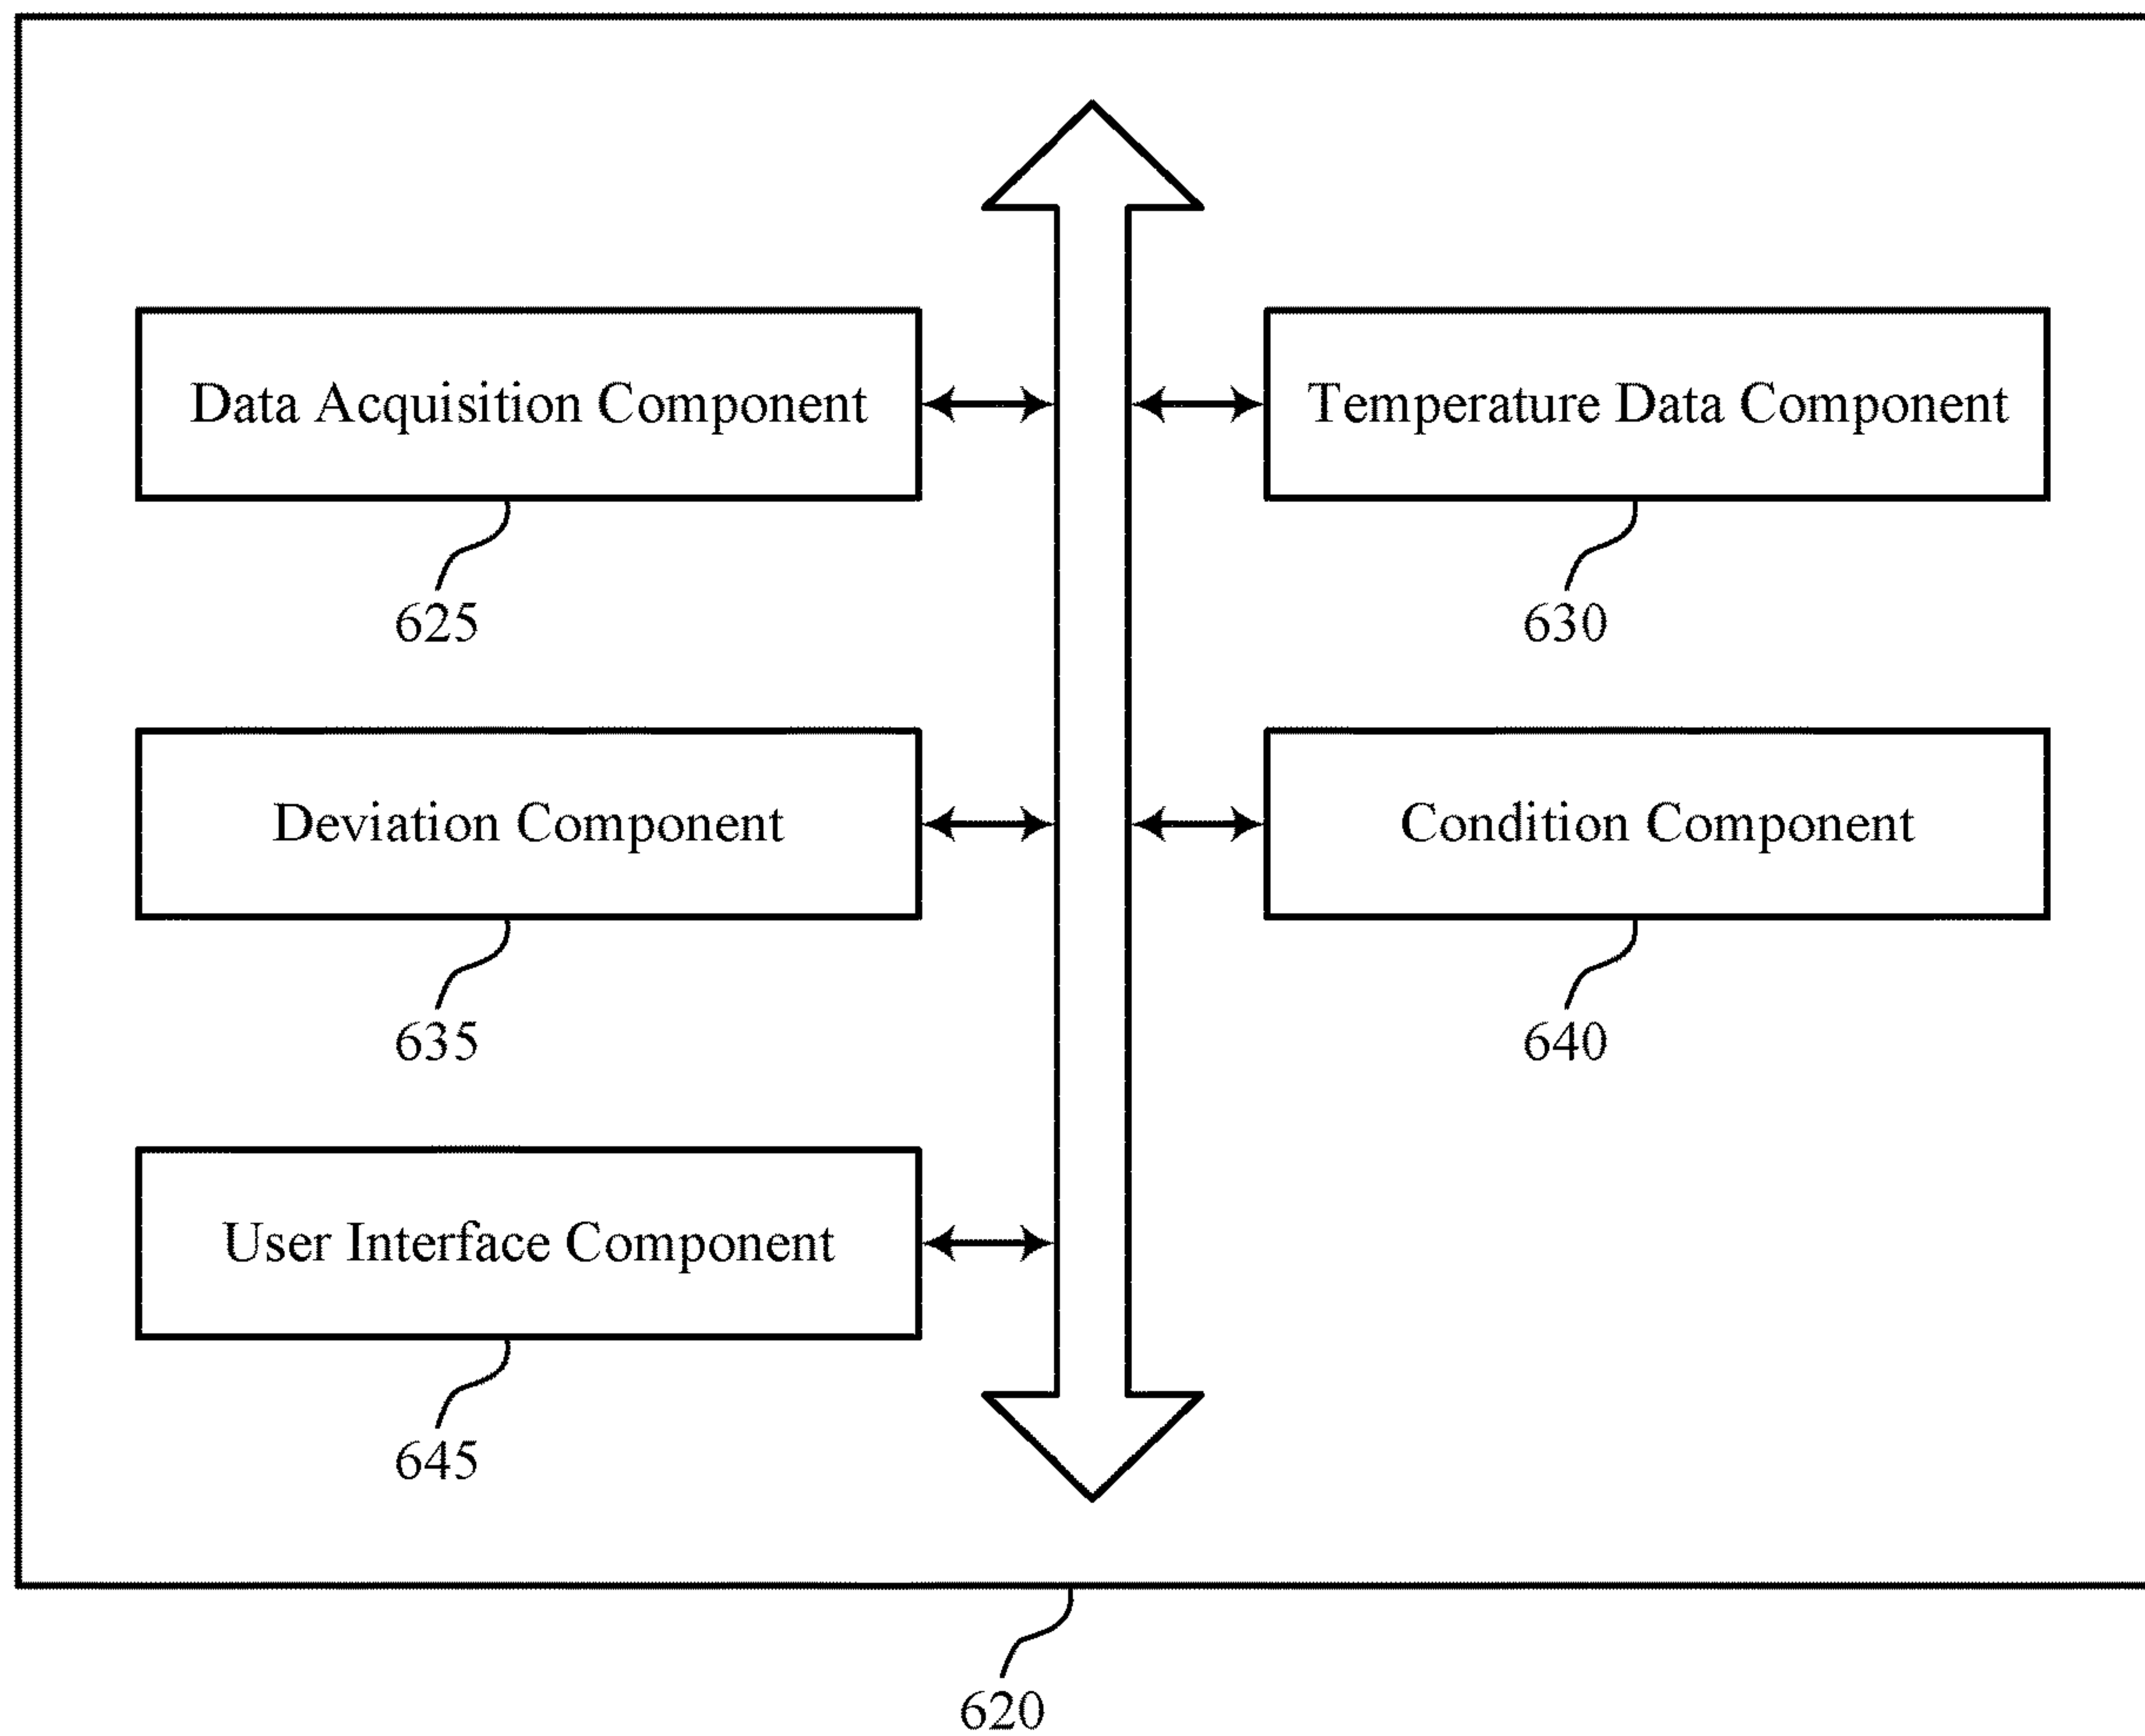 Data Acquisition Component
Temperature Data Component
625
630
Deviation Component
Condition Component
635
640
User Interface Component
645
620